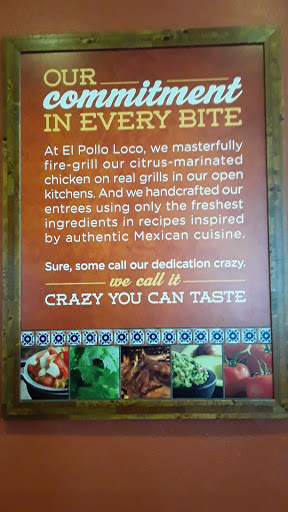 OUR
commitment
IN EVERY BITE
At El Pollo Loco, we masterfully
fire-grill our citrus-marinated
chicken on real grills in our open
kitchens. And we handcrafted our
entrees using only the freshest
ingredients in recipes inspired
by authentic Mexican cuisine.
Sure, some call our dedication crazy.
we call it
CRAZY YOU CAN TASTE